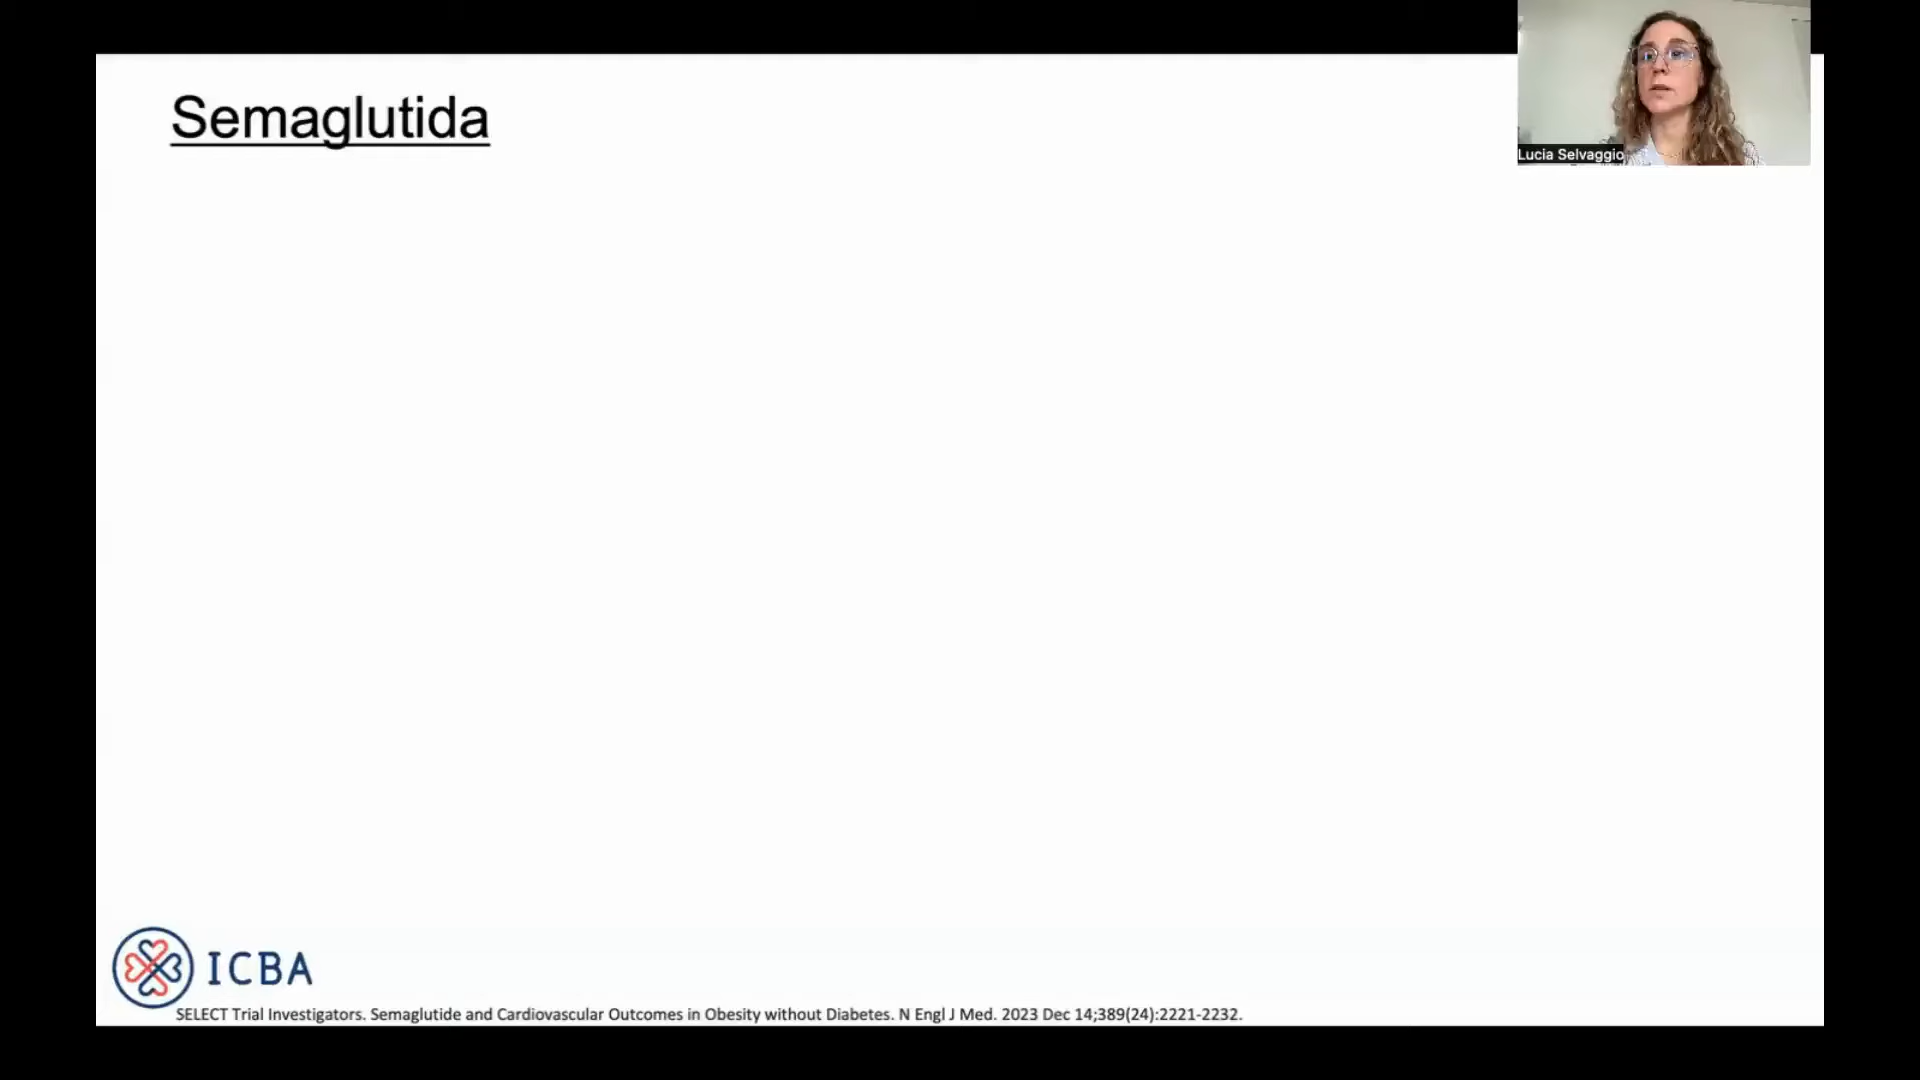 Semaglutida
Lucia Selvaggio
ICBA
SELECT Trial Investigators. Semaglutide and Cardiovascular Outcomes in Obesity without Diabetes. N Engl J Med. 2023 Dec 14;389(24):2221-2232.